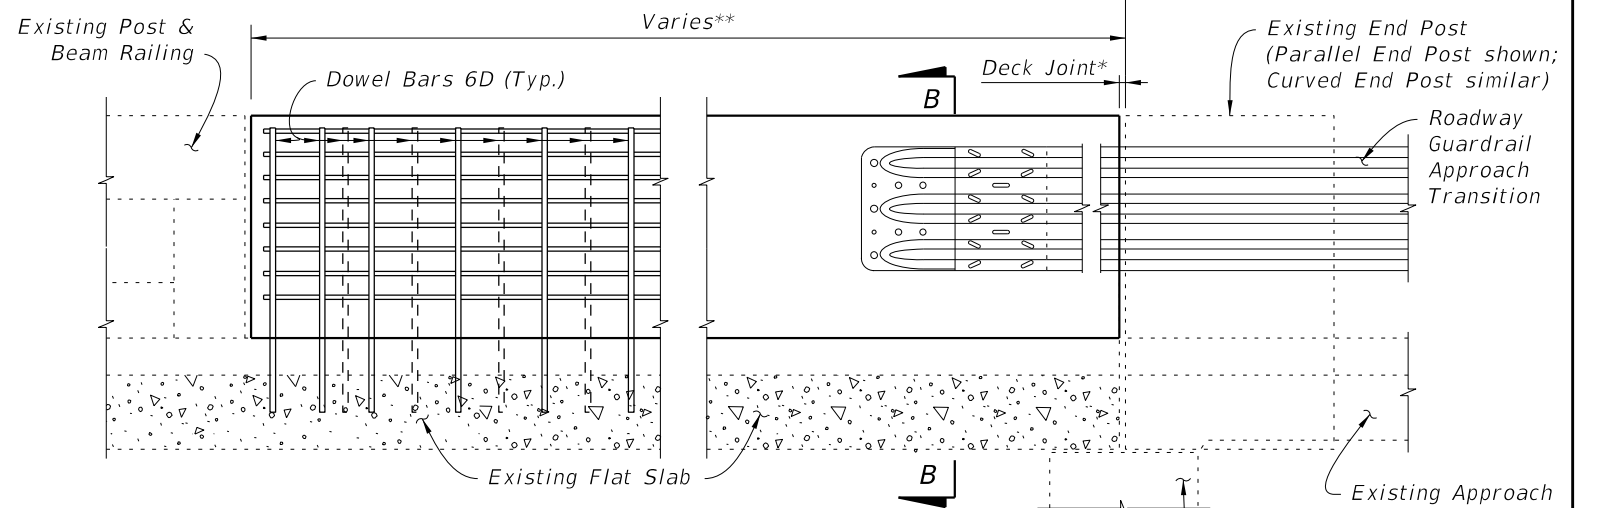 Existing Post &
Beam Railing
Varies**
Dowel Bars 6D (Typ.)
Deck Joint*
B
Existing End Post
(Parallel End Post shown;
Curved End Post similar)
Roadway
Guardrail
Approach
Transition
Existing Flat Slab
B
Existing Approach